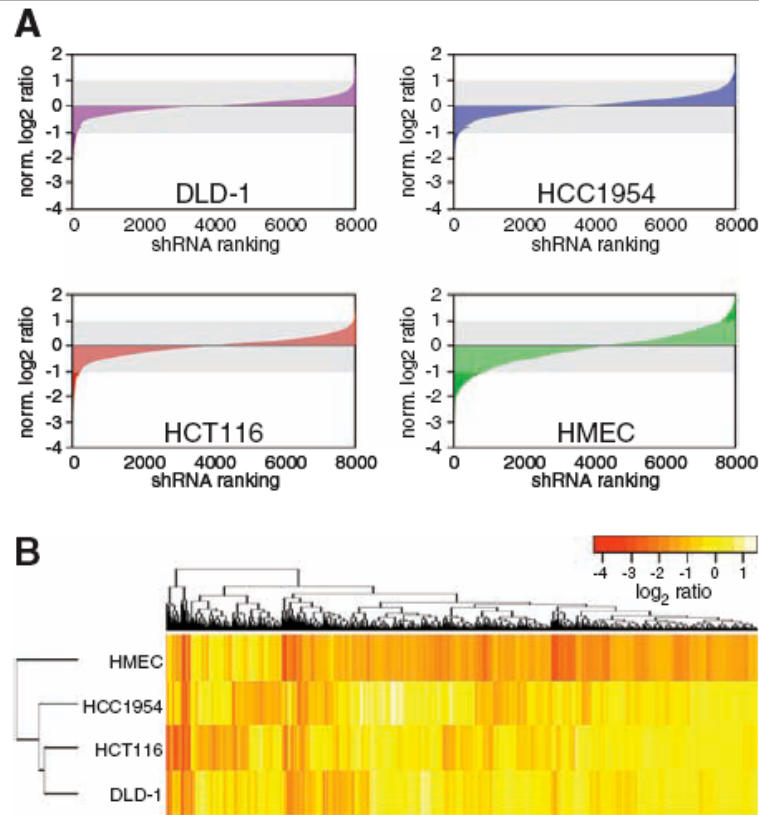 A
norm. log2 ratio
2
1
0
-1
-2
-3
-4
DLD-1
0 2000 4000 6000 8000
shRNA ranking
norm. log2 ratio
2
1
0
-1
-2
-3
-4
HCC1954
0 2000 4000 6000 8000
shRNA ranking
norm. log2 ratio
2
1
0
-1
-2
-3
-4
HCT116
0 2000 4000 6000 8000
shRNA ranking
norm. log2 ratio
2
1
0
-1
-2
-3
-4
HMEC
0 2000 4000 6000 8000
shRNA ranking
B
-4 -3 -2 -1 0 1
log2 ratio
HMEC
HCC1954
HCT116
DLD-1